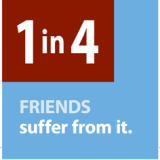 1 in 4
FRIENDS
suffer from it.